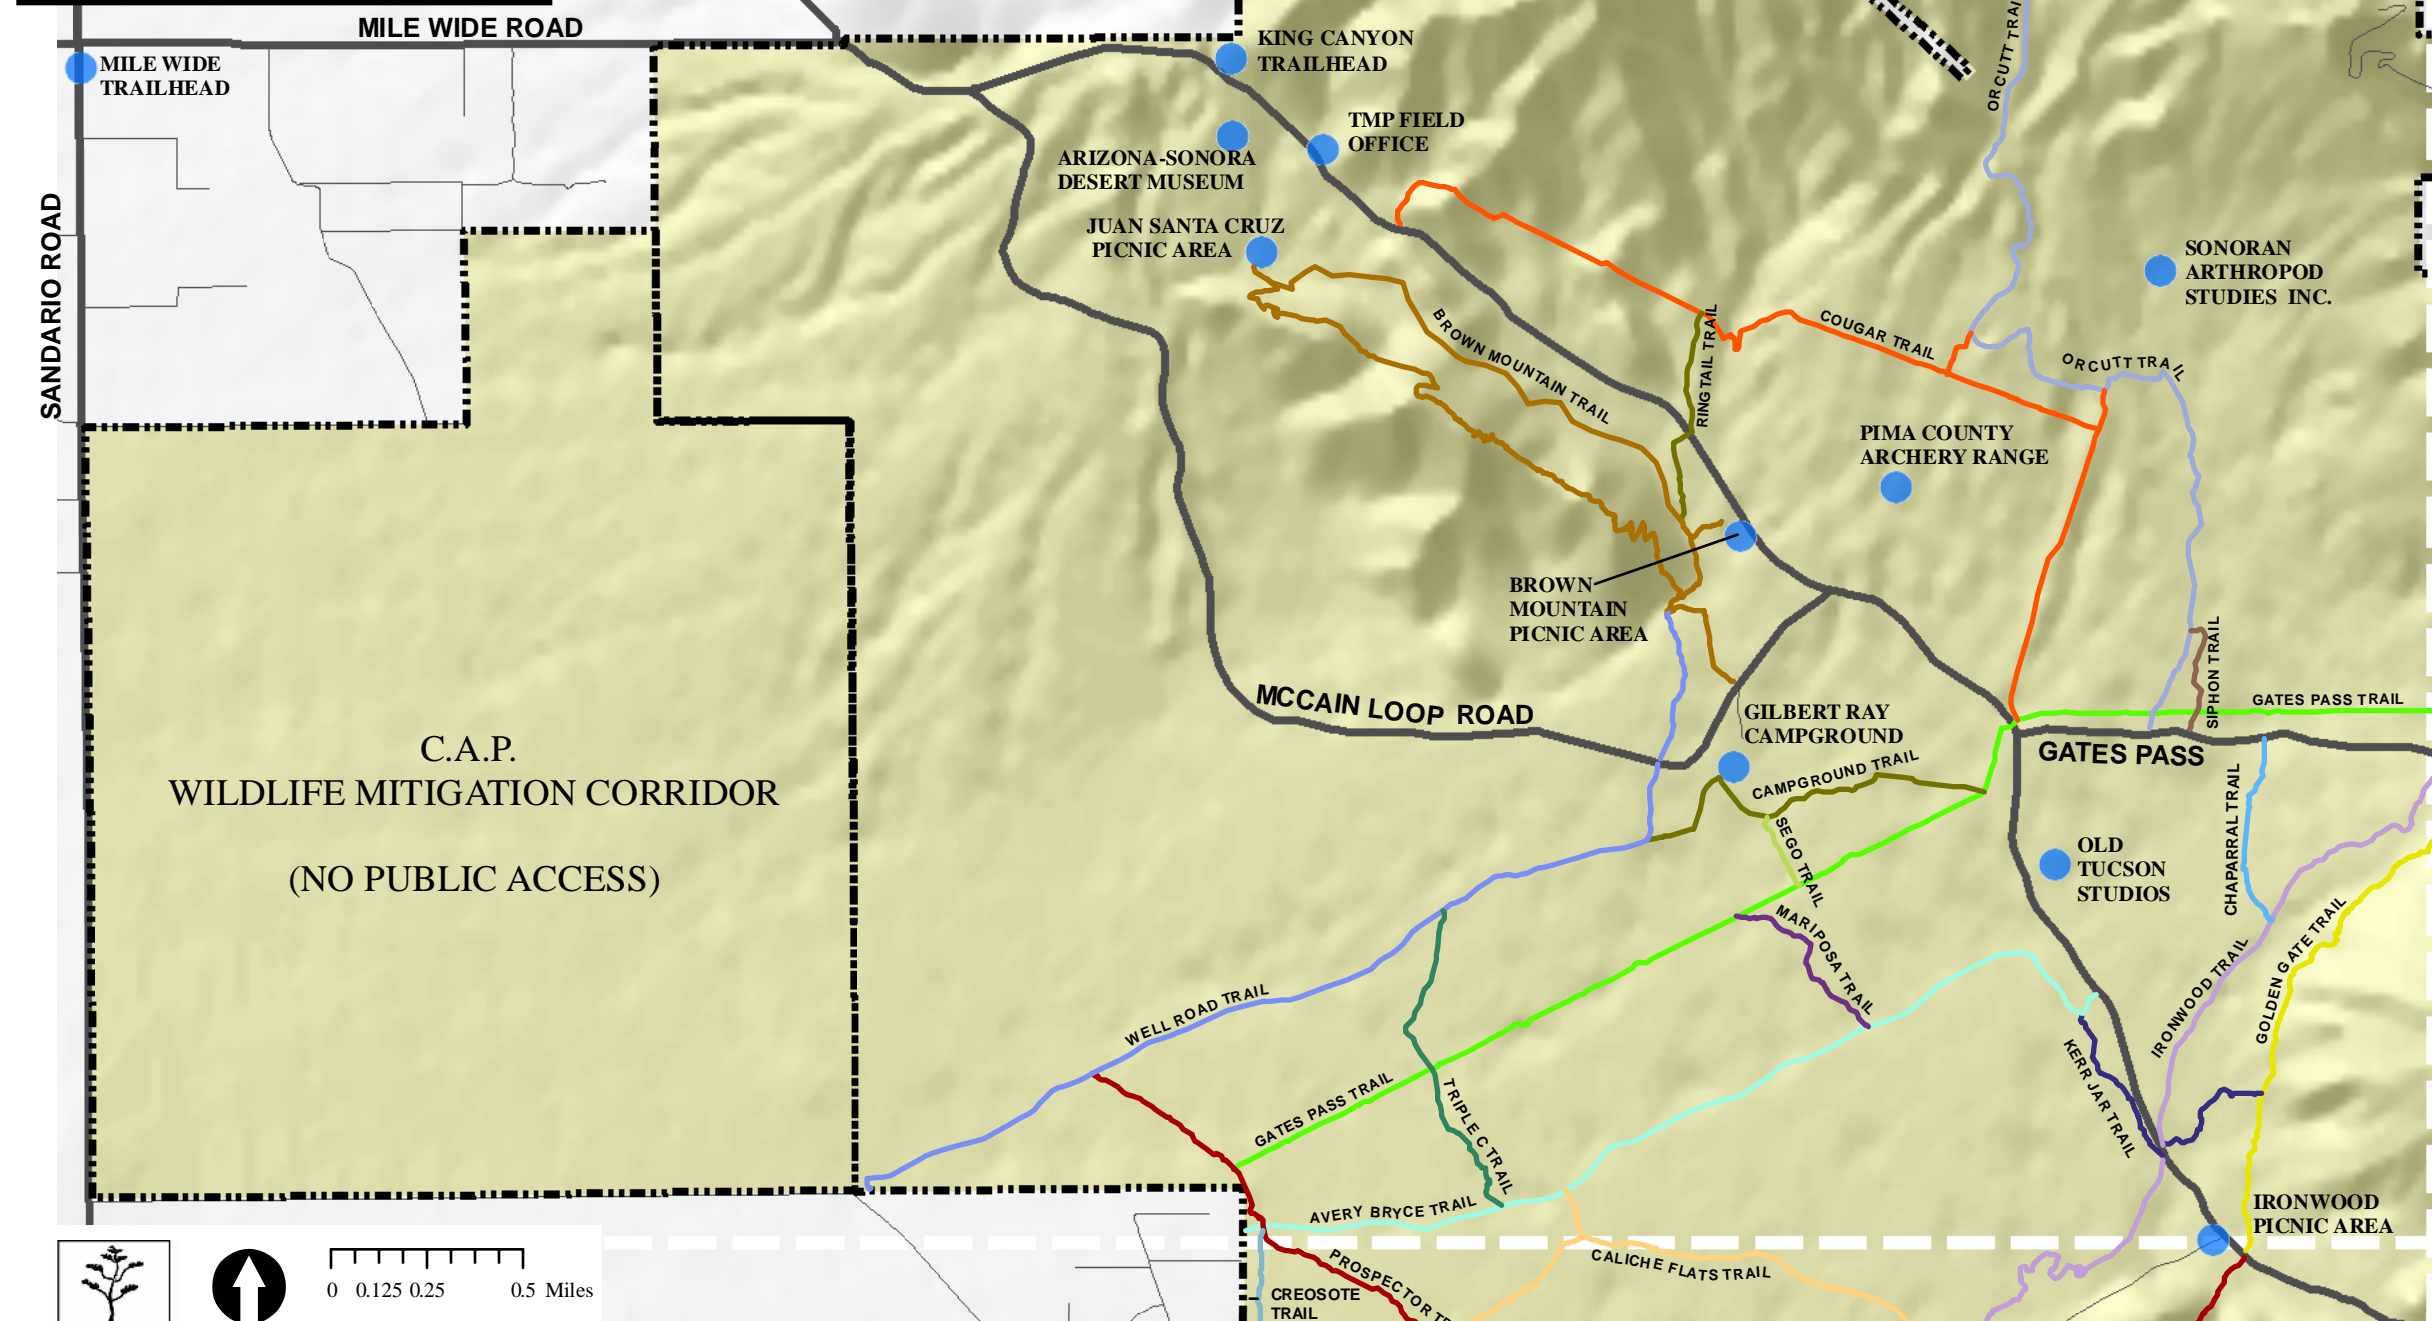 MILE WIDE ROAD
MILE WIDE
TRAILHEAD
SANDARIO ROAD
KING CANYON
TRAILHEAD
TMP FIELD
OFFICE
ARIZONA-SONORA
DESERT MUSEUM
JUAN SANTA CRUZ
PICNIC AREA
ORCUTT TRAI
SONORAN
ARTHROPOD
STUDIES INC.
BROWN MOUNTAIN TRAIL
RINGTAIL TRAIL
COUGAR TRAIL
ORCUTT TRAIL
PIMA COUNTY
ARCHERY RANGE
BROWN
MOUNTAIN
PICNIC AREA
SIPHON TRAIL
GATES PASS TRAIL
MCCAIN LOOP ROAD
GILBERT RAY
CAMPGROUND
GATES PASS
C.A.P.
WILDLIFE MITIGATION CORRIDOR
(NO PUBLIC ACCESS)
CAMPGROUND TRAIL
SEGO TRAIL
CHAPARRAL TRAIL
OLD
TUCSON
STUDIOS
MARIPOSA TRAIL
IRONWOOD TRAIL
GOLDEN GATE TRAIL
WELL ROAD TRAIL
KERR JAR TRAIL
GATES PASS TRAIL
TRIPLE C TRAIL
AVERY BRYCE TRAIL
IRONWOOD
PICNIC AREA
CALICHE FLATS TRAIL
PROSPECTOR TR
CREOSOTE
TRAIL
0 0.125 0.25 0.5 Miles